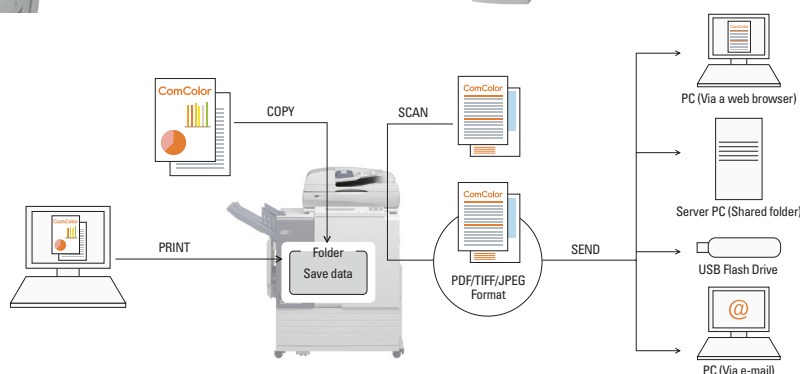 ComColor
COPY
SCAN
ComColor
PC (Via a web browser)
Server PC (Shared folder)
ComColor
PRINT
Folder
Save data
ComColor
PDF/TIFF/JPEG
Format
SEND
USB Flash Drive
@
PC (Via e-mail)